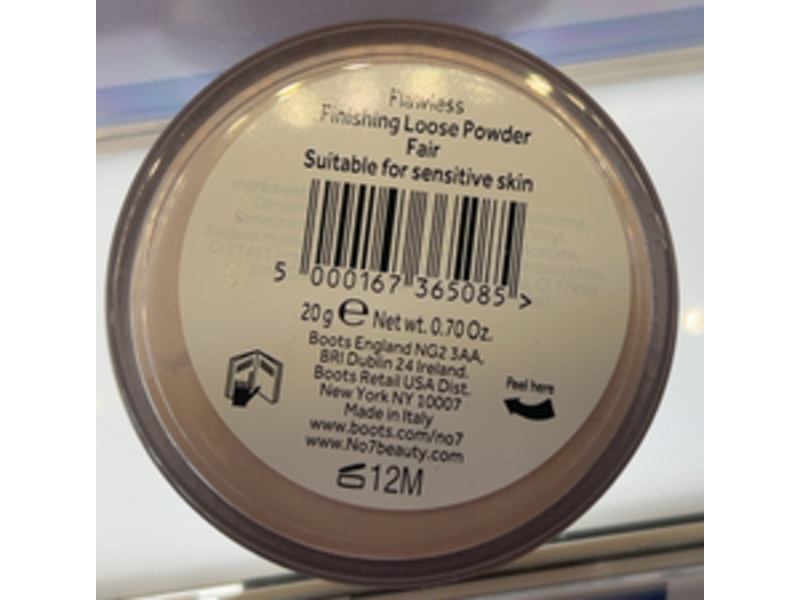 Flawless
Finishing Loose Powder
Fair
Suitable for sensitive skin
5 000167 365085 >
20 g ℮ Net wt. 0.70 Oz.
Boots England NG2 3AA.
BRI Dublin 24 Ireland.
Boots Retail USA Dist.
New York NY 10007
Made in Italy
www.boots.com/no7
www.No7beauty.com
Peel here
12M